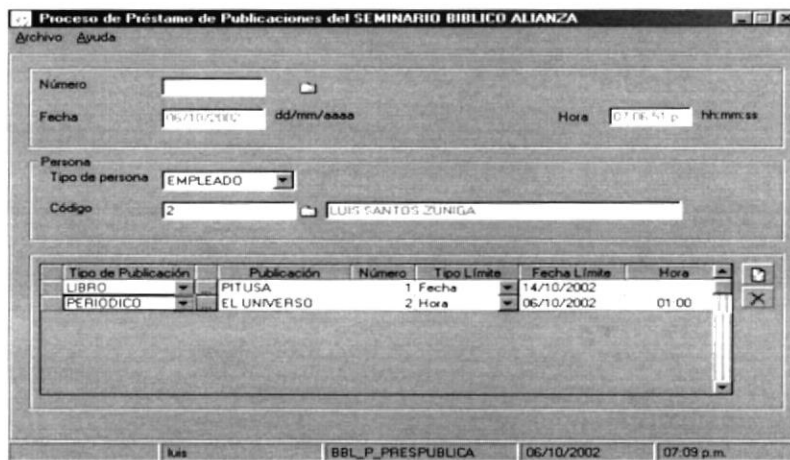 Proceso de Préstamo de Publicaciones del SEMINARIO BIBLICO ALIANZA
Archivo Ayuda
Número
Fecha 06/10/2002 dd/mm/aaaa Hora 07:06:51 p. hh:mm:ss
Persona
Tipo de persona EMPLEADO
Código 2 LUIS SANTOS ZUNIGA
Tipo de Publicación Publicación Número Tipo Límite Fecha Límite Hora
LIBRO ... PITUSA 1 Fecha 14/10/2002
PERIODICO ... EL UNIVERSO 2 Hora 06/10/2002 01:00
luis BBL_P_PRESPUBLICA 06/10/2002 07:09 p.m.